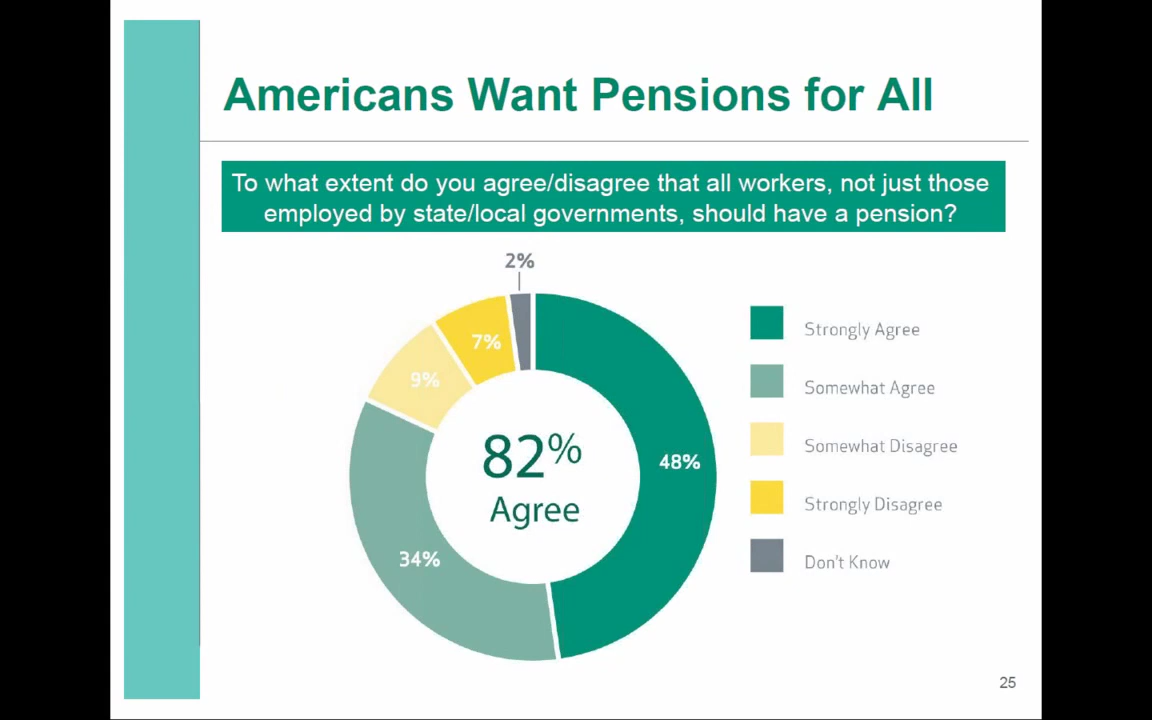 Americans Want Pensions for All
To what extent do you agree/disagree that all workers, not just those
employed by state/local governments, should have a pension?
2%
7%
9%
48%
34%
82%
Agree
Strongly Agree
Somewhat Agree
Somewhat Disagree
Strongly Disagree
Don't Know
25